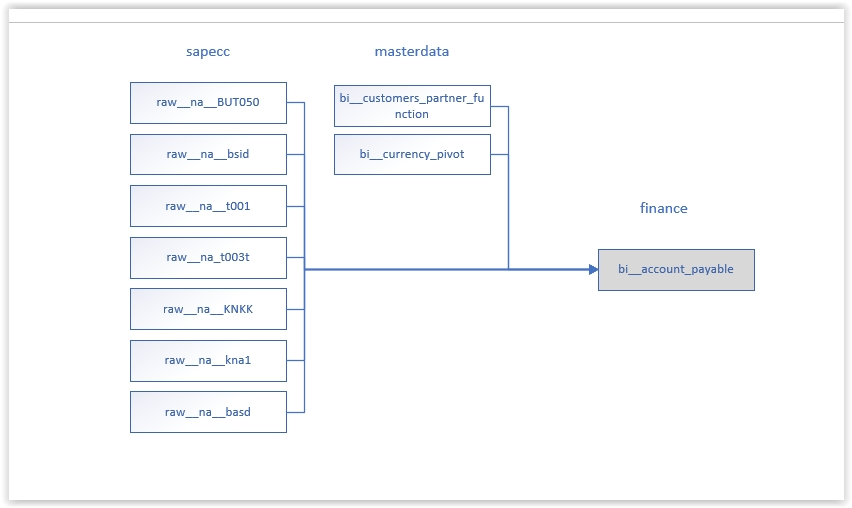 sapecc
masterdata
raw__na__BUT050
bi__customers_partner_fu
nction
raw__na__bsid
bi__currency_pivot
raw__na__t001
finance
raw__na_t003t
bi__account_payable
raw__na__KNKK
raw__na__kna1
raw__na__basd